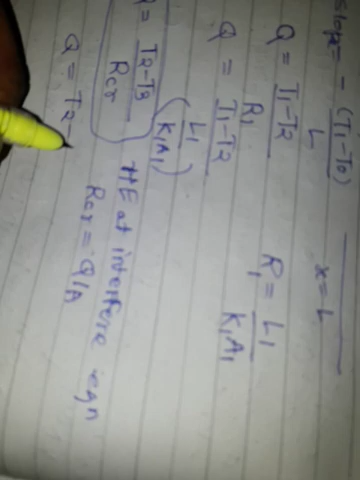 slope = - (T1-T0) / L x=L
Q = T1-T2 / R1 R1 = L1 / K1A1
Q = T1-T2 / (L1 / K1A1)
Q = T2-T3 / Rcr HE at interfere eqn
Rcr = Q/A
Q = T2-